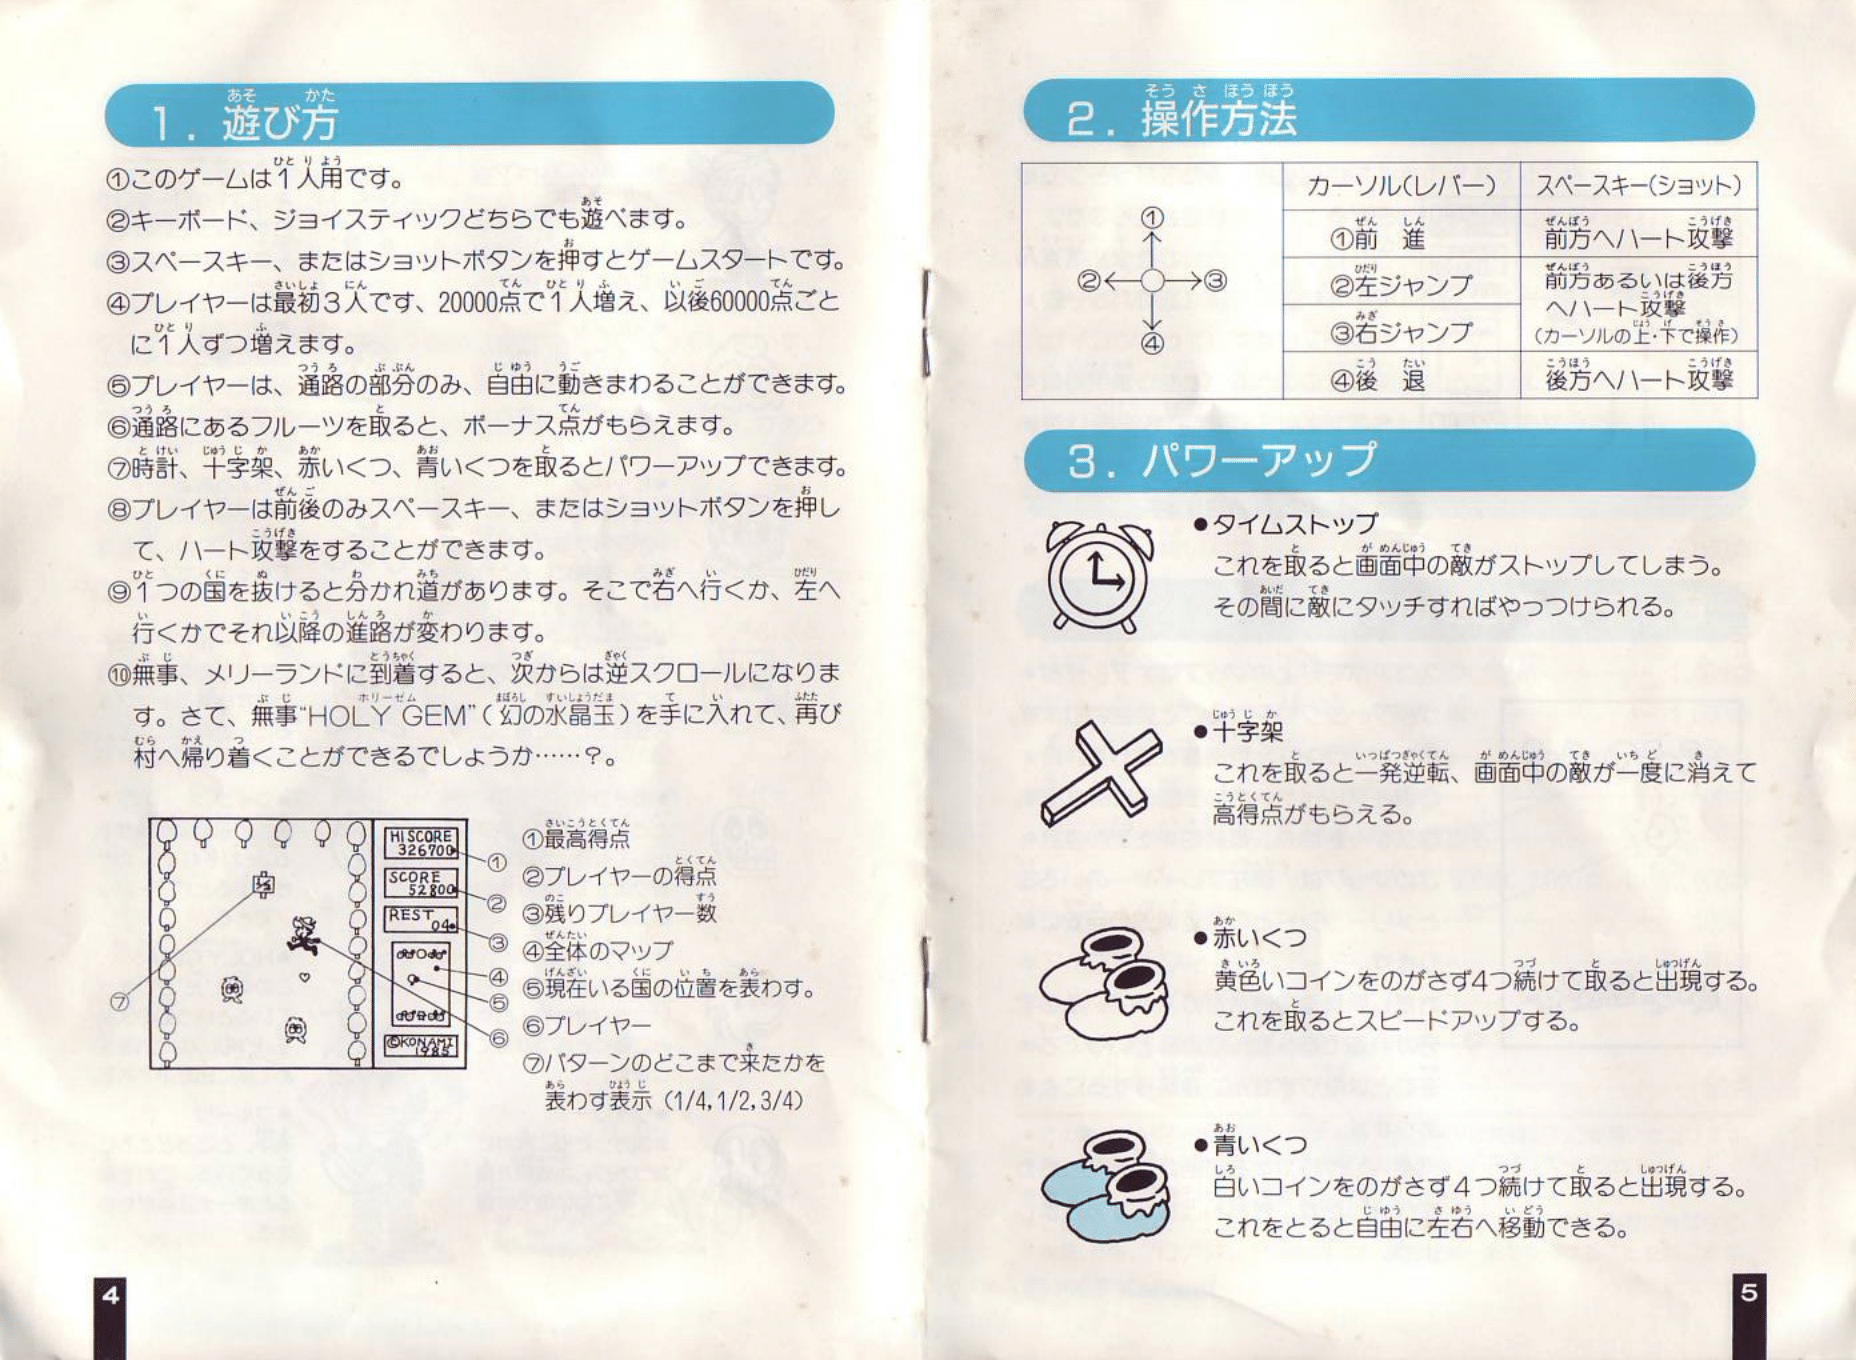 1. 遊び方
①このゲームは1人用です。
②キーボード、ジョイスティックどちらでも遊べます。
③スペースキー、またはショットボタンを押すとゲームスタートです。
④プレイヤーは最初3人です、20000点で1人増え、以後60000点ごと
に1人ずつ増えます。
⑤プレイヤーは、通路の部分のみ、自由に動きまわることができます。
⑥通路にあるフルーツを取ると、ボーナス点がもらえます。
⑦時計、十字架、赤いくつ、青いくつを取るとパワーアップできます。
⑧プレイヤーは前後のみスペースキー、またはショットボタンを押し
て、ハート攻撃をすることができます。
⑨1つの国を抜けると分かれ道があります。そこで右へ行くか、左へ
行くかでそれ以降の進路が変わります。
⑩無事、メリーランドに到着すると、次からは逆スクロールになりま
す。さて、無事"HOLY GEM"(幻の水晶玉)を手に入れて、再び
村へ帰り着くことができるでしょうか……?。
HISCORE
326700
SCORE
52800
REST
04
©KONAMI
1985
1/2
①
②
③
④
⑤
⑥
⑦
①最高得点
②プレイヤーの得点
③残りプレイヤー数
④全体のマップ
⑤現在いる国の位置を表わす。
⑥プレイヤー
⑦パターンのどこまで来たかを
表わす表示 (1/4,1/2,3/4)
4
2. 操作方法
①
②
③
④
カーソル(レバー)
スペースキー(ショット)
①前 進
前方へハート攻撃
②左ジャンプ
③右ジャンプ
前方あるいは後方
へハート攻撃
(カーソルの上・下で操作)
④後 退
後方へハート攻撃
3. パワーアップ
●タイムストップ
これを取ると画面中の敵がストップしてしまう。
その間に敵にタッチすればやっつけられる。
●十字架
これを取ると一発逆転、画面中の敵が一度に消えて
高得点がもらえる。
●赤いくつ
黄色いコインをのがさず4つ続けて取ると出現する。
これを取るとスピードアップする。
●青いくつ
白いコインをのがさず4つ続けて取ると出現する。
これをとると自由に左右へ移動できる。
5